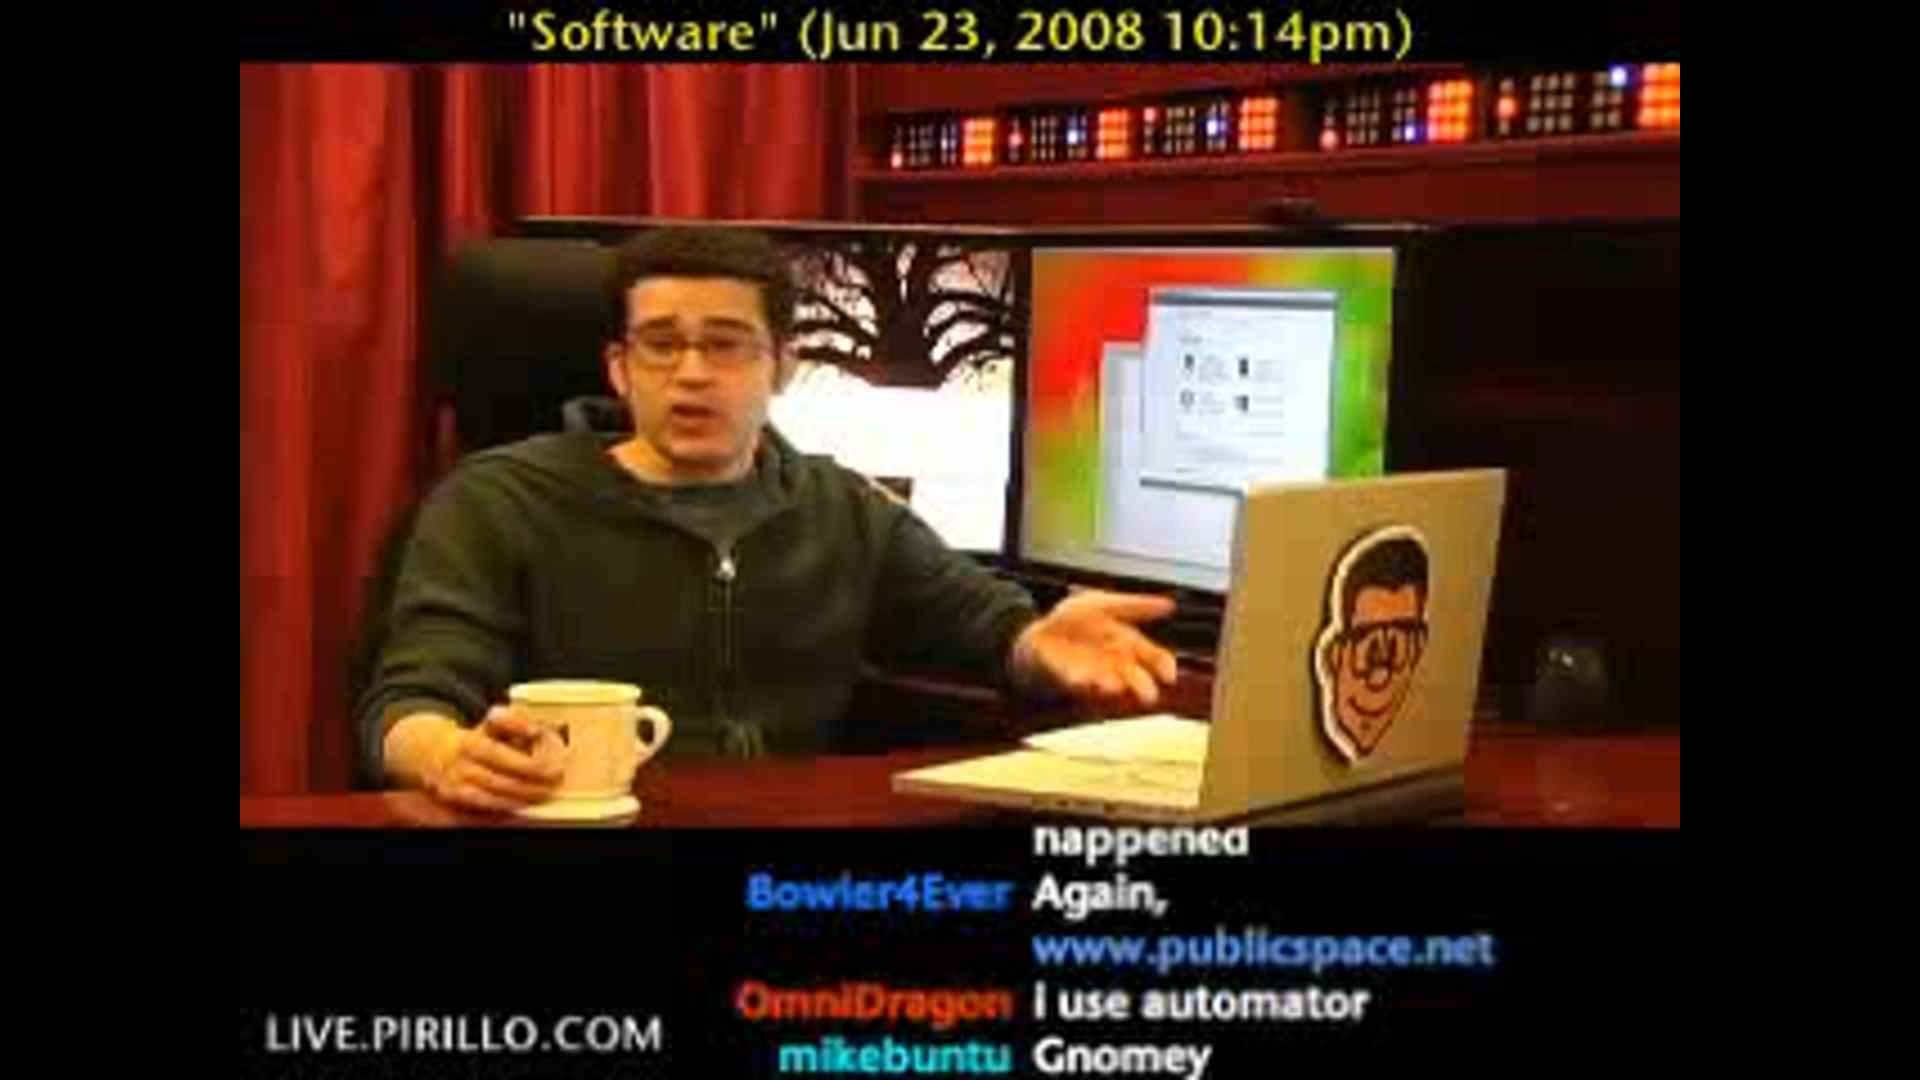 "Software" (Jun 23, 2008 10:14pm)
happened
Bowler4Ever Again,
www.publicspace.net
OmniDragon i use automator
LIVE.PIRILLO.COM
mikebuntu Gnomey